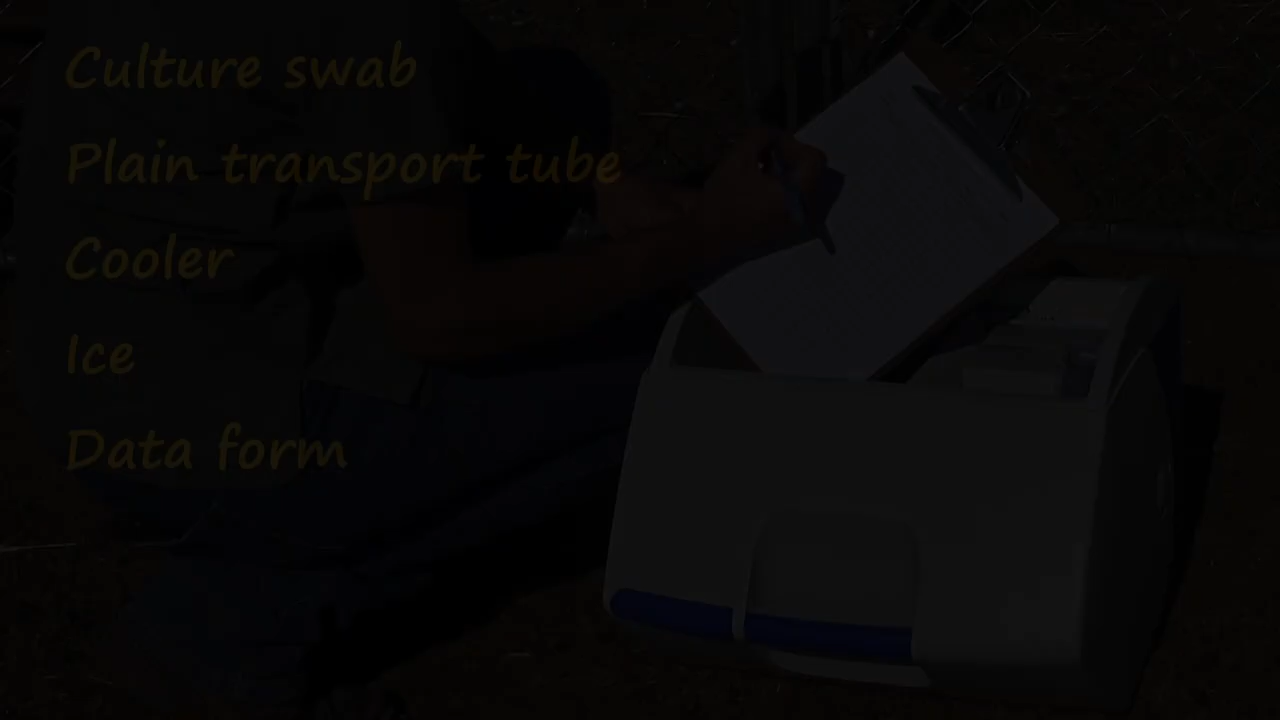 Culture swab
Plain transport tube
Cooler
Ice
Data form